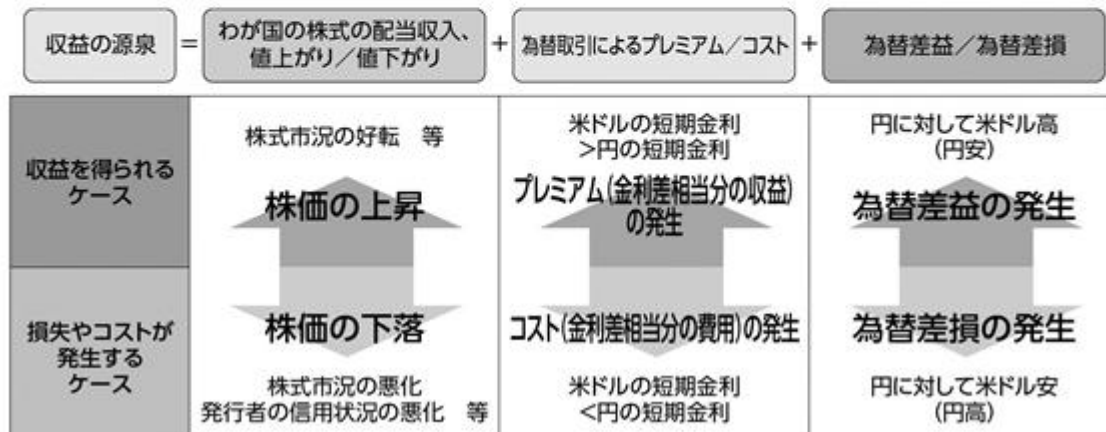 収益の源泉
=
わが国の株式の配当収入、
値上がり／値下がり
+
為替取引によるプレミアム／コスト
+
為替差益／為替差損
収益を得られる
ケース
株式市況の好転　等
株価の上昇
米ドルの短期金利
＞円の短期金利
プレミアム(金利差相当分の収益)
の発生
円に対して米ドル高
(円安)
為替差益の発生
損失やコストが
発生する
ケース
株価の下落
株式市況の悪化
発行者の信用状況の悪化　等
コスト(金利差相当分の費用)の発生
米ドルの短期金利
＜円の短期金利
為替差損の発生
円に対して米ドル安
(円高)